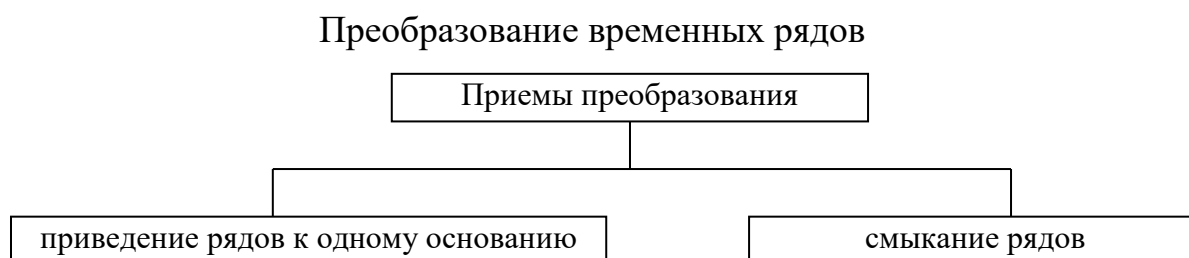 Преобразование временных рядов
Приемы преобразования
приведение рядов к одному основанию
смыкание рядов